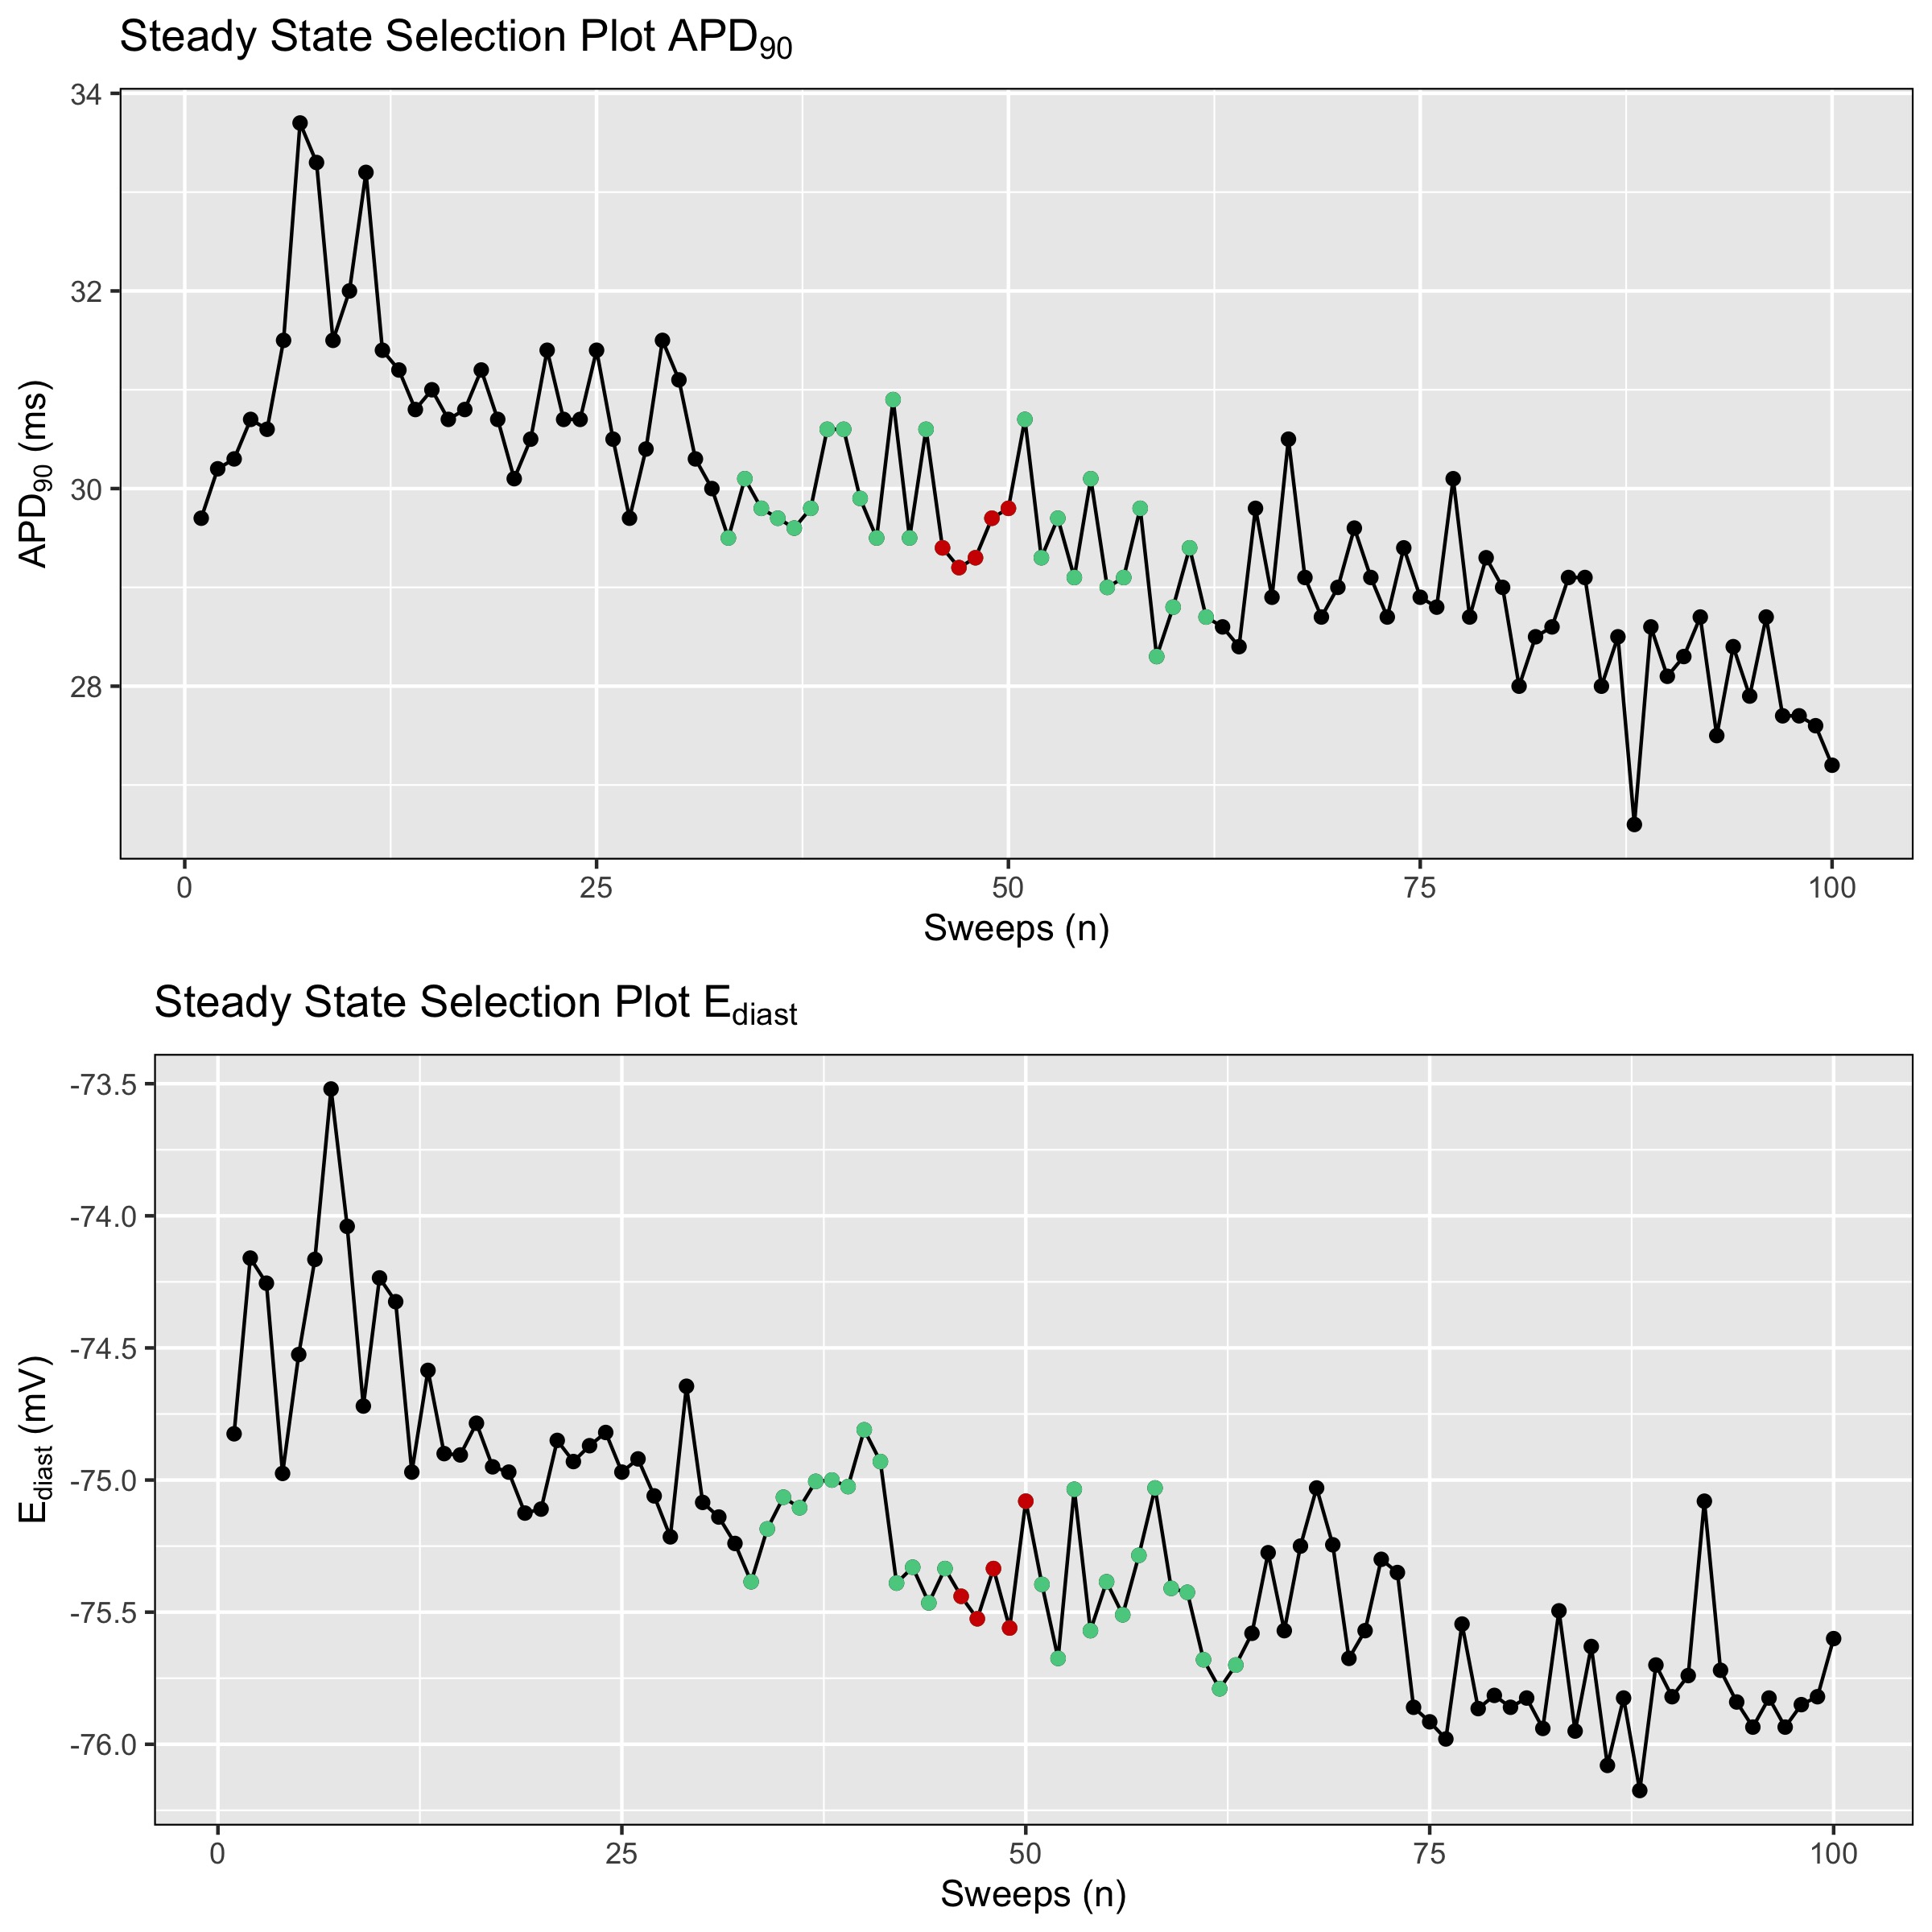 Steady State Selection Plot APD90
34
32
30
28
APD90 (ms)
0 25 50 75 100
Sweeps (n)
Steady State Selection Plot Ediast
-73.5
-74.0
-74.5
-75.0
-75.5
-76.0
Ediast (mV)
0 25 50 75 100
Sweeps (n)